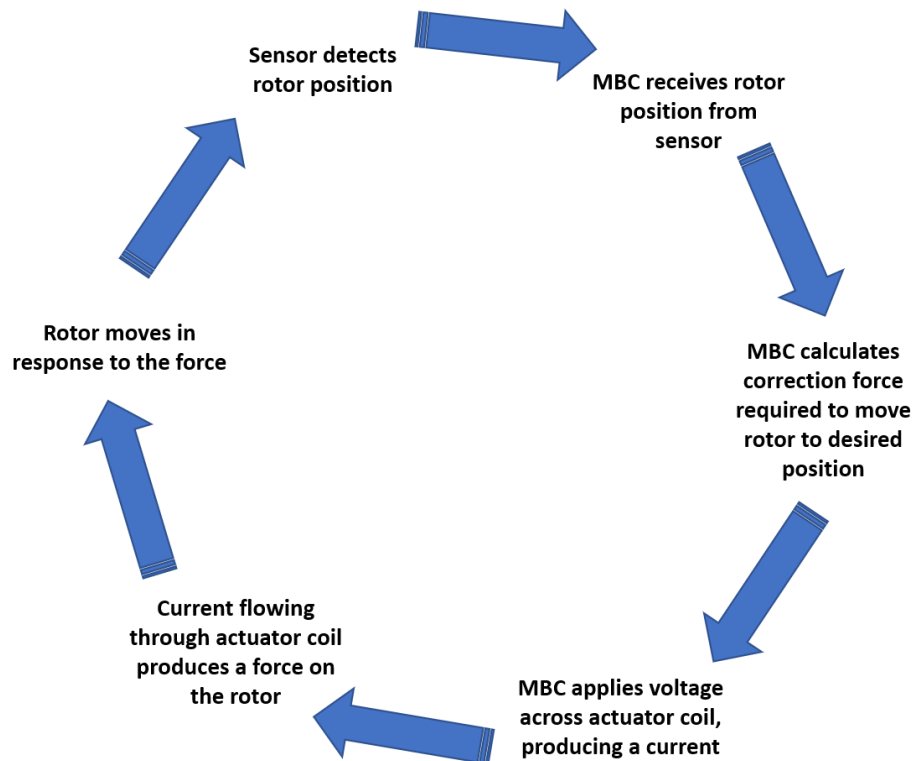 Sensor detects
rotor position
MBC receives rotor
position from
sensor
MBC calculates
correction force
required to move
rotor to desired
position
MBC applies voltage
across actuator coil,
producing a current
Current flowing
through actuator coil
produces a force on
the rotor
Rotor moves in
response to the force